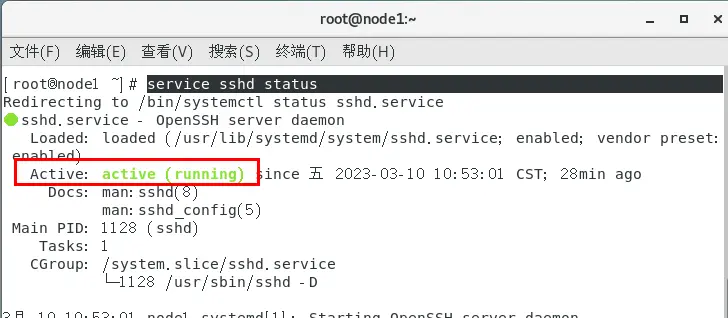 root@node1:~
文件(F) 编辑(E) 查看(V) 搜索(S) 终端(T) 帮助(H)
[root@node1 ~]# service sshd status
Redirecting to /bin/systemctl status sshd.service
●sshd.service - OpenSSH server daemon
Loaded: loaded (/usr/lib/systemd/system/sshd.service; enabled; vendor preset:
enabled)
Active: active (running) since 五 2023-03-10 10:53:01 CST; 28min ago
Docs: man:sshd(8)
man:sshd_config(5)
Main PID: 1128 (sshd)
Tasks: 1
CGroup: /system.slice/sshd.service
└─1128 /usr/sbin/sshd -D
3月 10 10:53:01 node1 systemd[1]: Starting OpenSSH server daemon